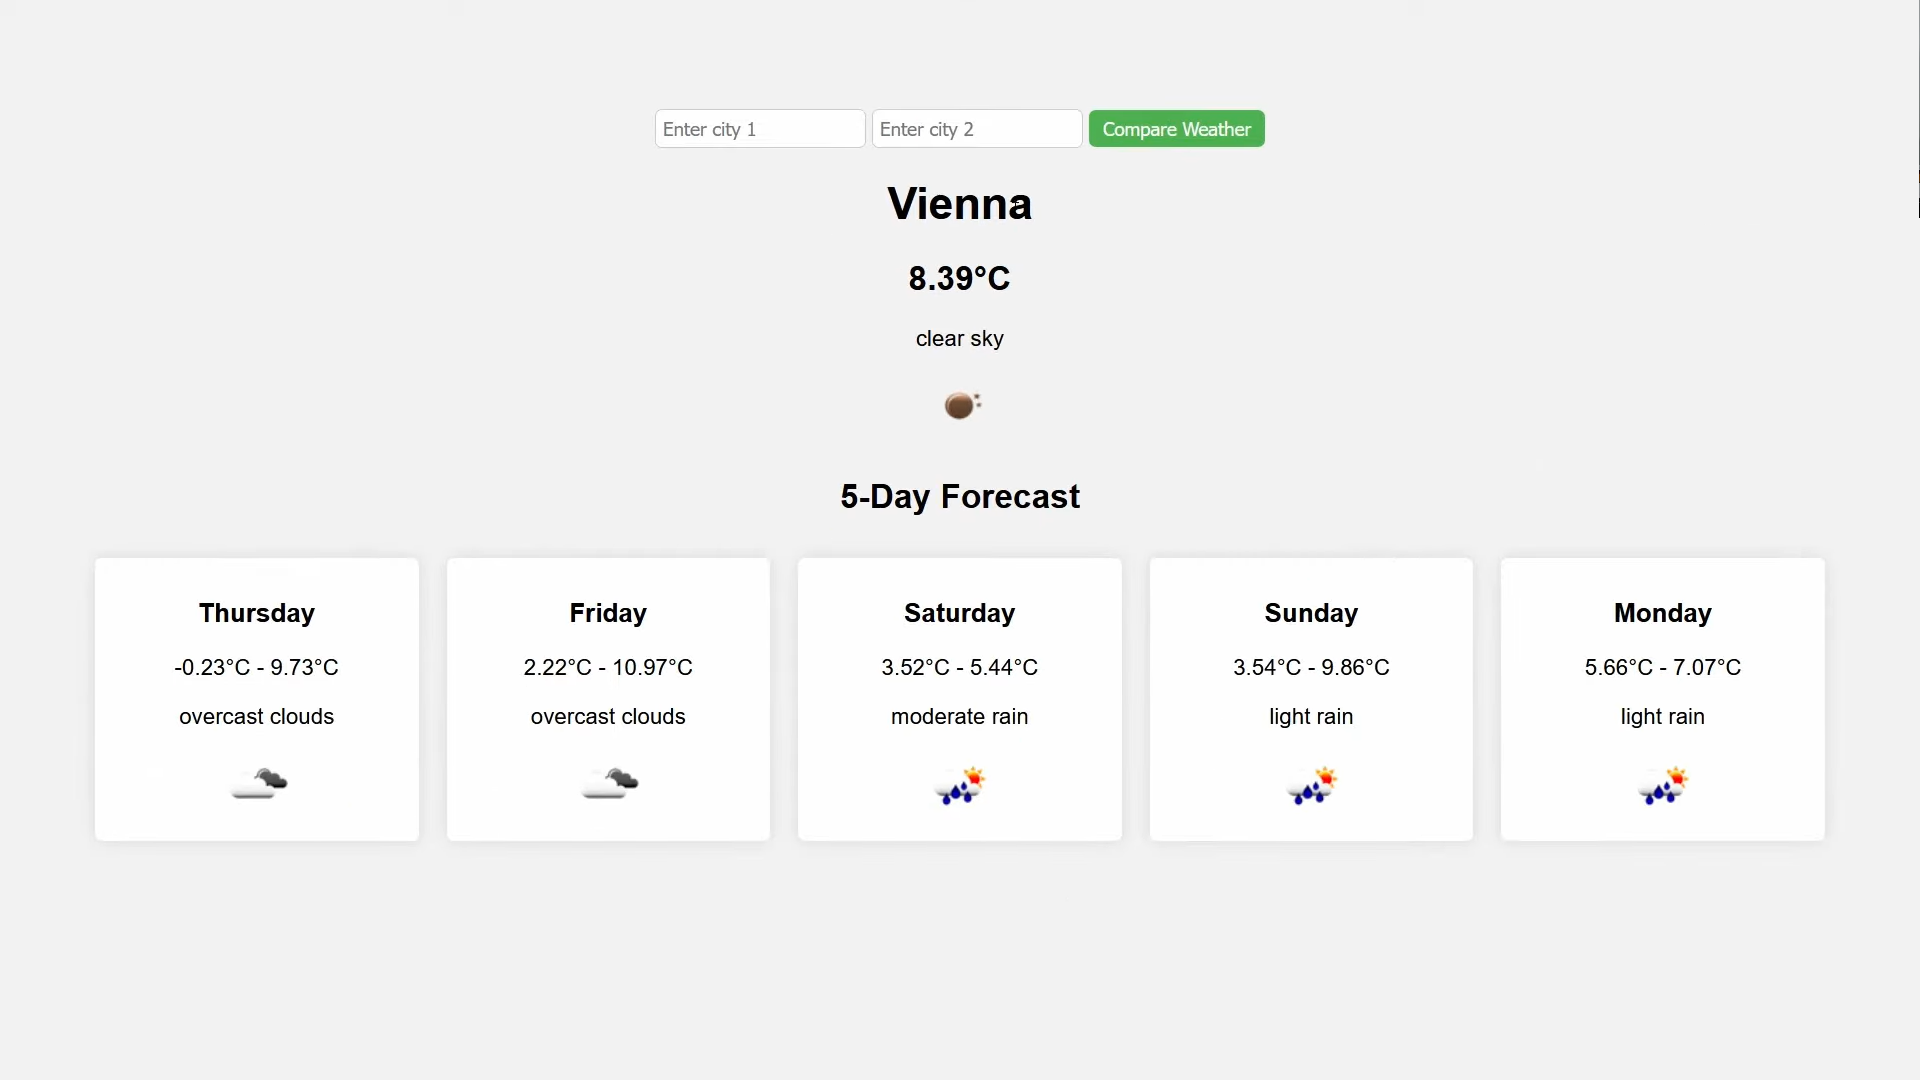 Enter city 1 Enter city 2 Compare Weather
Vienna
8.39°C
clear sky
5-Day Forecast
Thursday
-0.23°C - 9.73°C
overcast clouds
Friday
2.22°C - 10.97°C
overcast clouds
Saturday
3.52°C - 5.44°C
moderate rain
Sunday
3.54°C - 9.86°C
light rain
Monday
5.66°C - 7.07°C
light rain